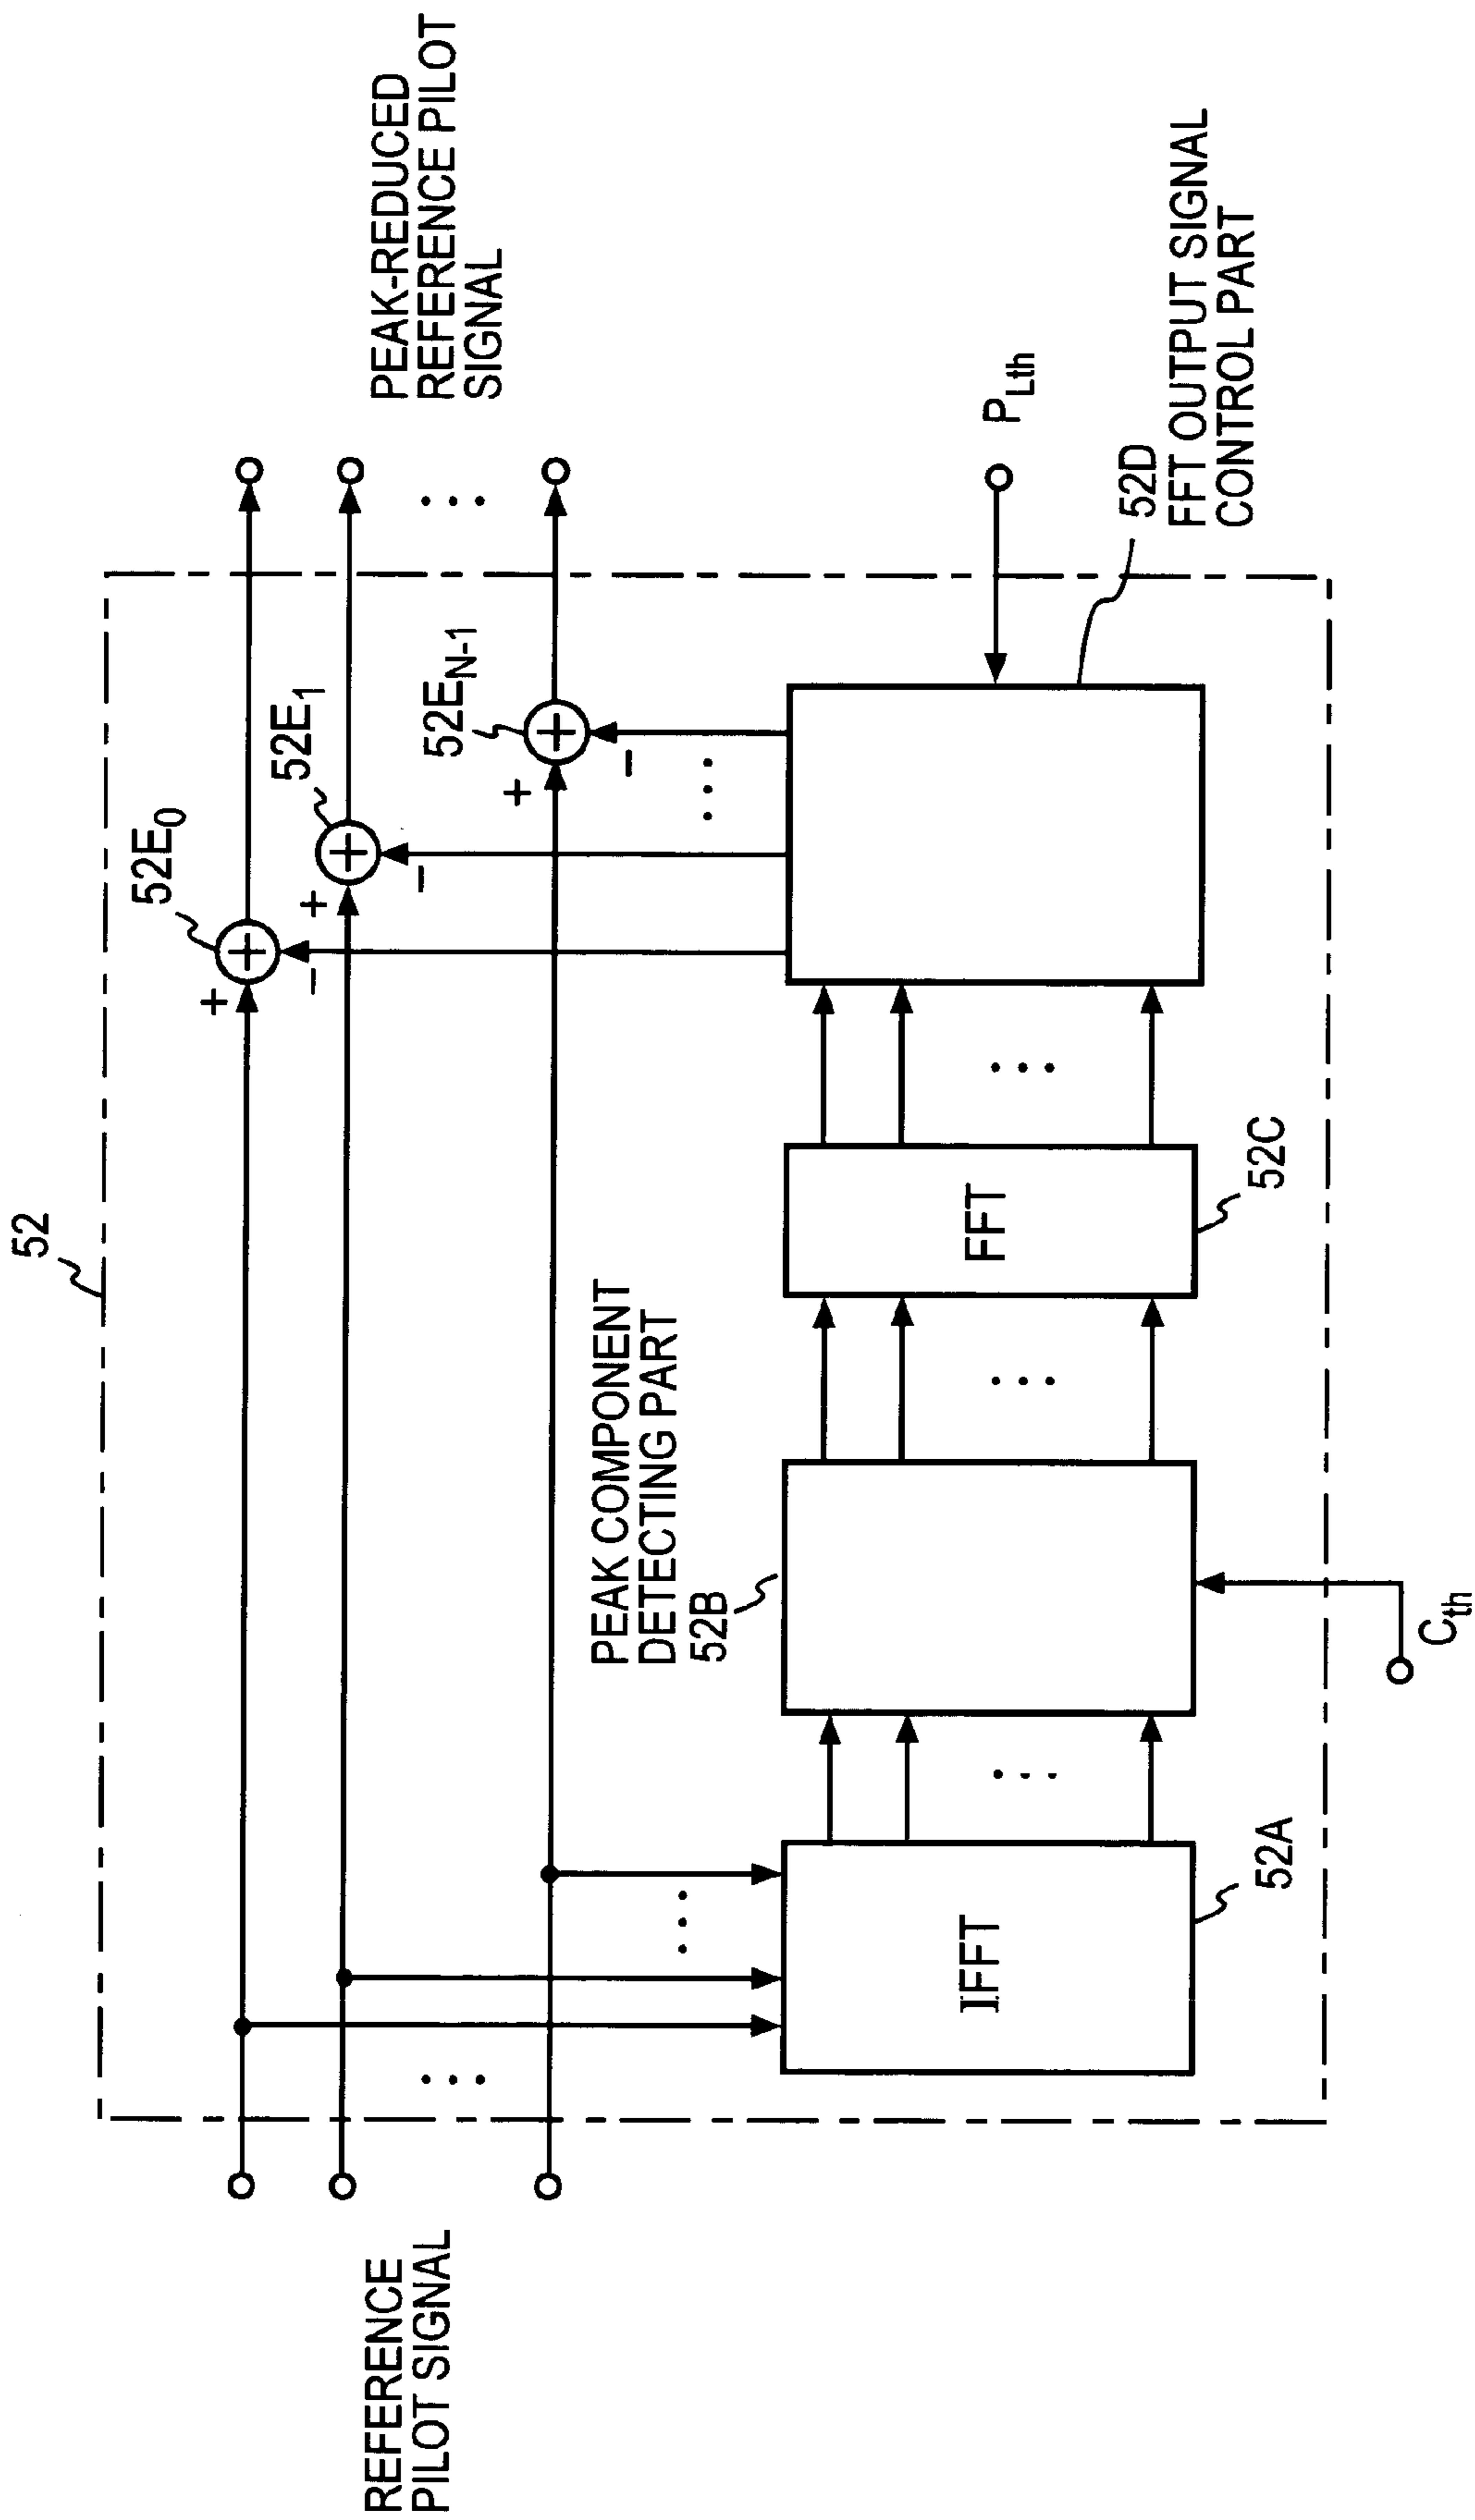 52
REFERENCE
PILOT SIGNAL
+
52E0
-
+
52E1
-
+
52EN-1
-
PEAK-REDUCED
REFERENCE PILOT
SIGNAL
IFFT
52A
PEAK COMPONENT
DETECTING PART
52B
Cth
FFT
52C
PLth
52D
FFT OUTPUT SIGNAL
CONTROL PART